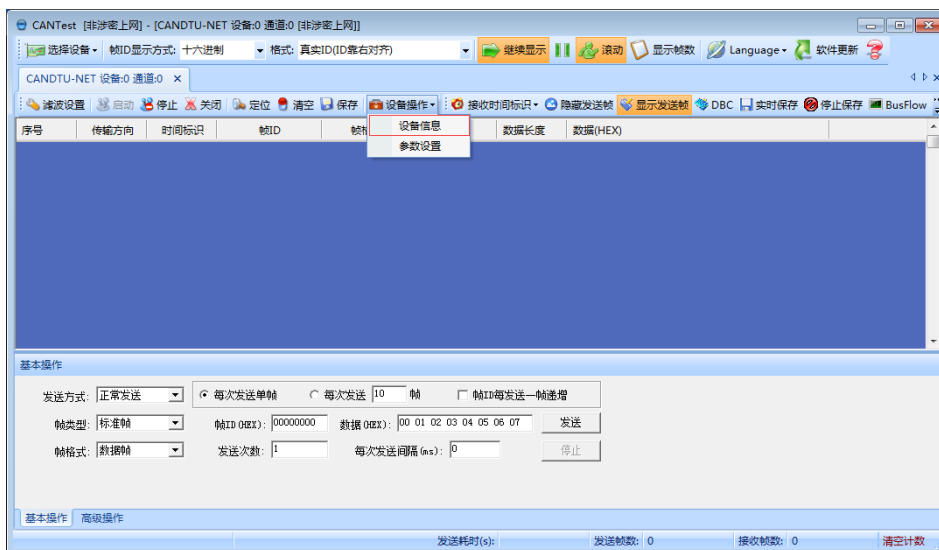 CANTest [非涉密上网] - [CANDTU-NET 设备:0 通道:0 [非涉密上网]]
选择设备 帧ID显示方式: 十六进制 格式: 真实ID(ID靠右对齐) 继续显示 滚动 显示帧数 Language 软件更新
CANDTU-NET 设备:0 通道:0 ×
滤波设置 启动 停止 关闭 定位 清空 保存 设备操作 接收时间标识 隐藏发送帧 显示发送帧 DBC 实时保存 停止保存 BusFlow
序号 传输方向 时间标识 帧ID 数据长度 数据(HEX)
设备信息
参数设置
基本操作
发送方式: 正常发送 每次发送单帧 每次发送 10 帧 帧ID每发送一帧递增
帧类型: 标准帧 帧ID(HEX): 00000000 数据(HEX): 00 01 02 03 04 05 06 07 发送
帧格式: 数据帧 发送次数: 1 每次发送间隔(ms): 0 停止
基本操作 高级操作
发送耗时(s): 发送帧数: 0 接收帧数: 0 清空计数